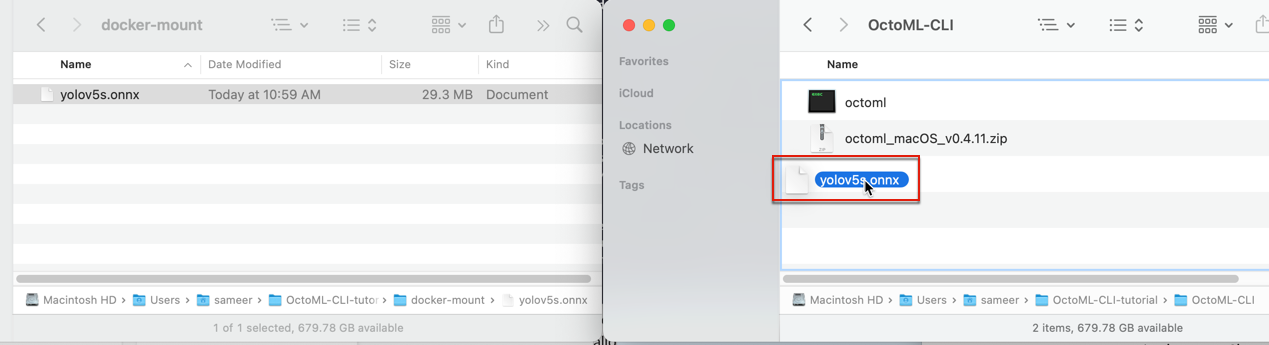 docker-mount
Name Date Modified Size Kind
yolov5s.onnx Today at 10:59 AM 29.3 MB Document
Macintosh HD Users sameer OctoML-CLI-tutor docker-mount yolov5s.onnx
1 of 1 selected, 679.78 GB available
Favorites
iCloud
Locations
Network
Tags
OctoML-CLI
Name
exec
octoml
ZIP
octoml_macOS_v0.4.11.zip
yolov5s.onnx
Macintosh HD Users sameer OctoML-CLI-tutorial OctoML-CLI
2 items, 679.78 GB available